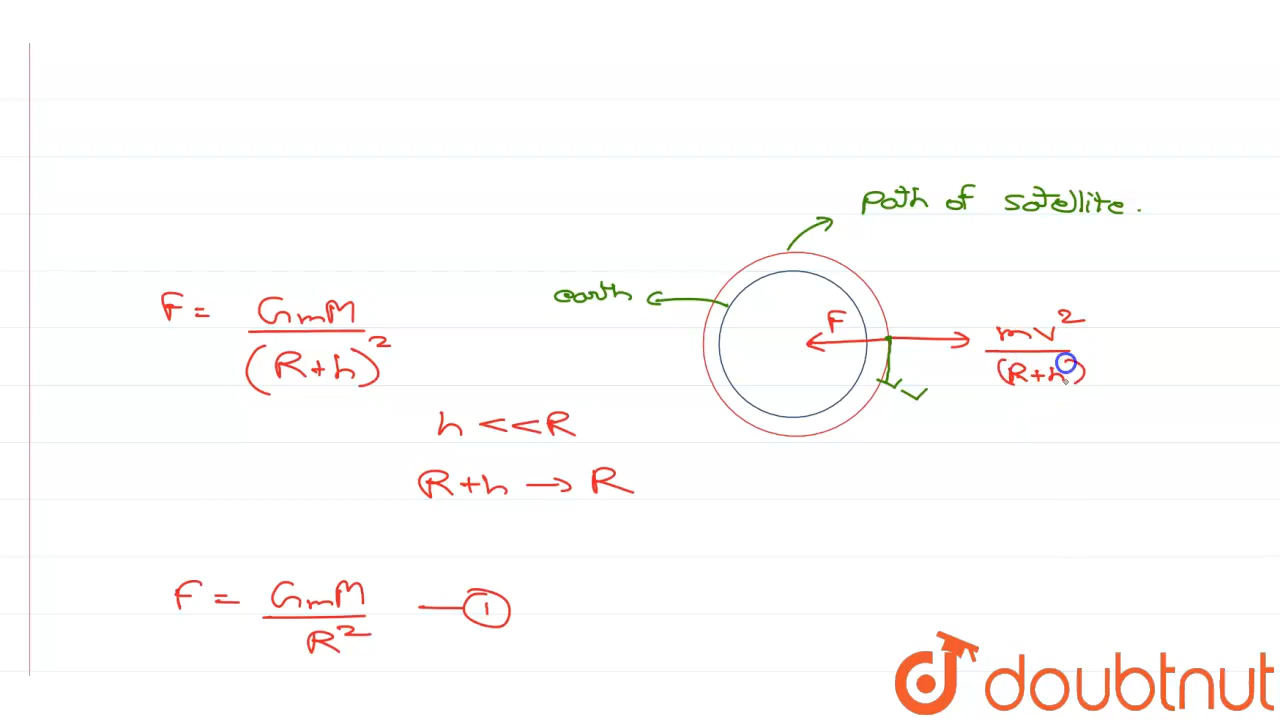 path of satellite.
earth
F = GmM
(R+h)²
F
mv²
(R+h)
v
h <<R
R+h → R
F = GmM — 1
R²
doubtnut